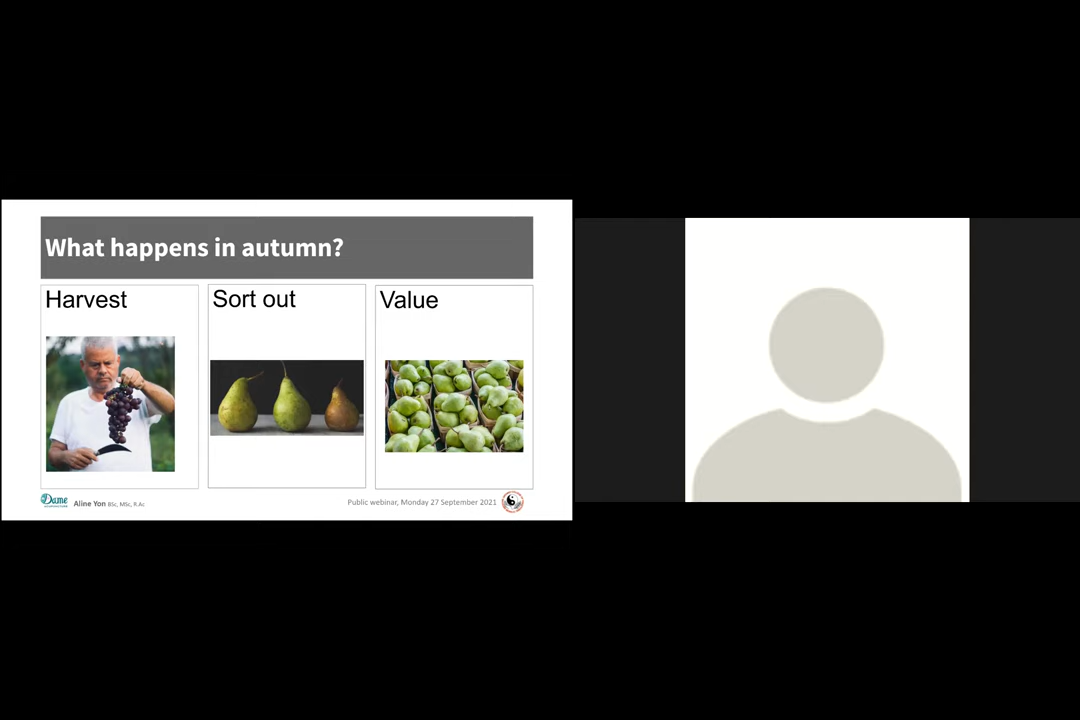 What happens in autumn?
Harvest
Sort out
Value
Dame
Aline Yon BSc, MSc, R.Ac
Public webinar, Monday 27 September 2021